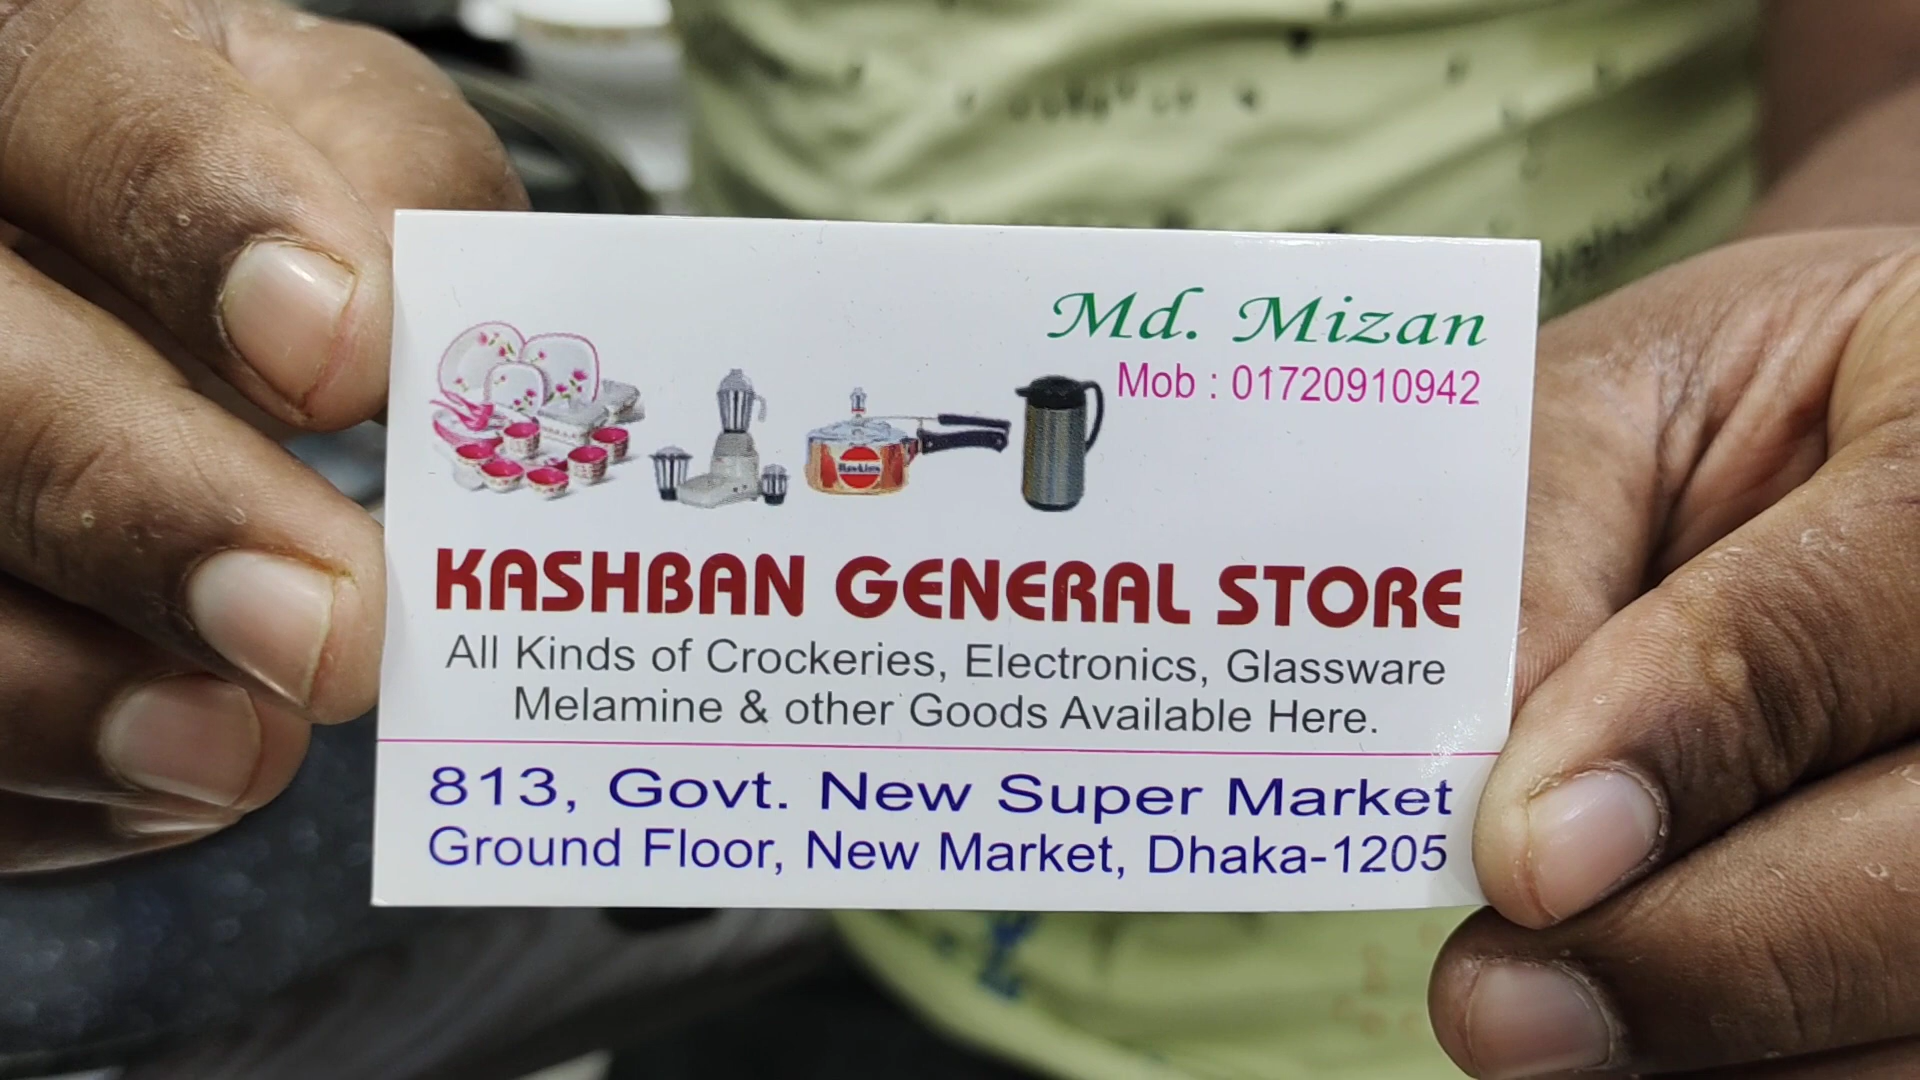 Md. Mizan
Mob : 01720910942
Hawkins
KASHBAN GENERAL STORE
All Kinds of Crockeries, Electronics, Glassware
Melamine & other Goods Available Here.
813, Govt. New Super Market
Ground Floor, New Market, Dhaka-1205